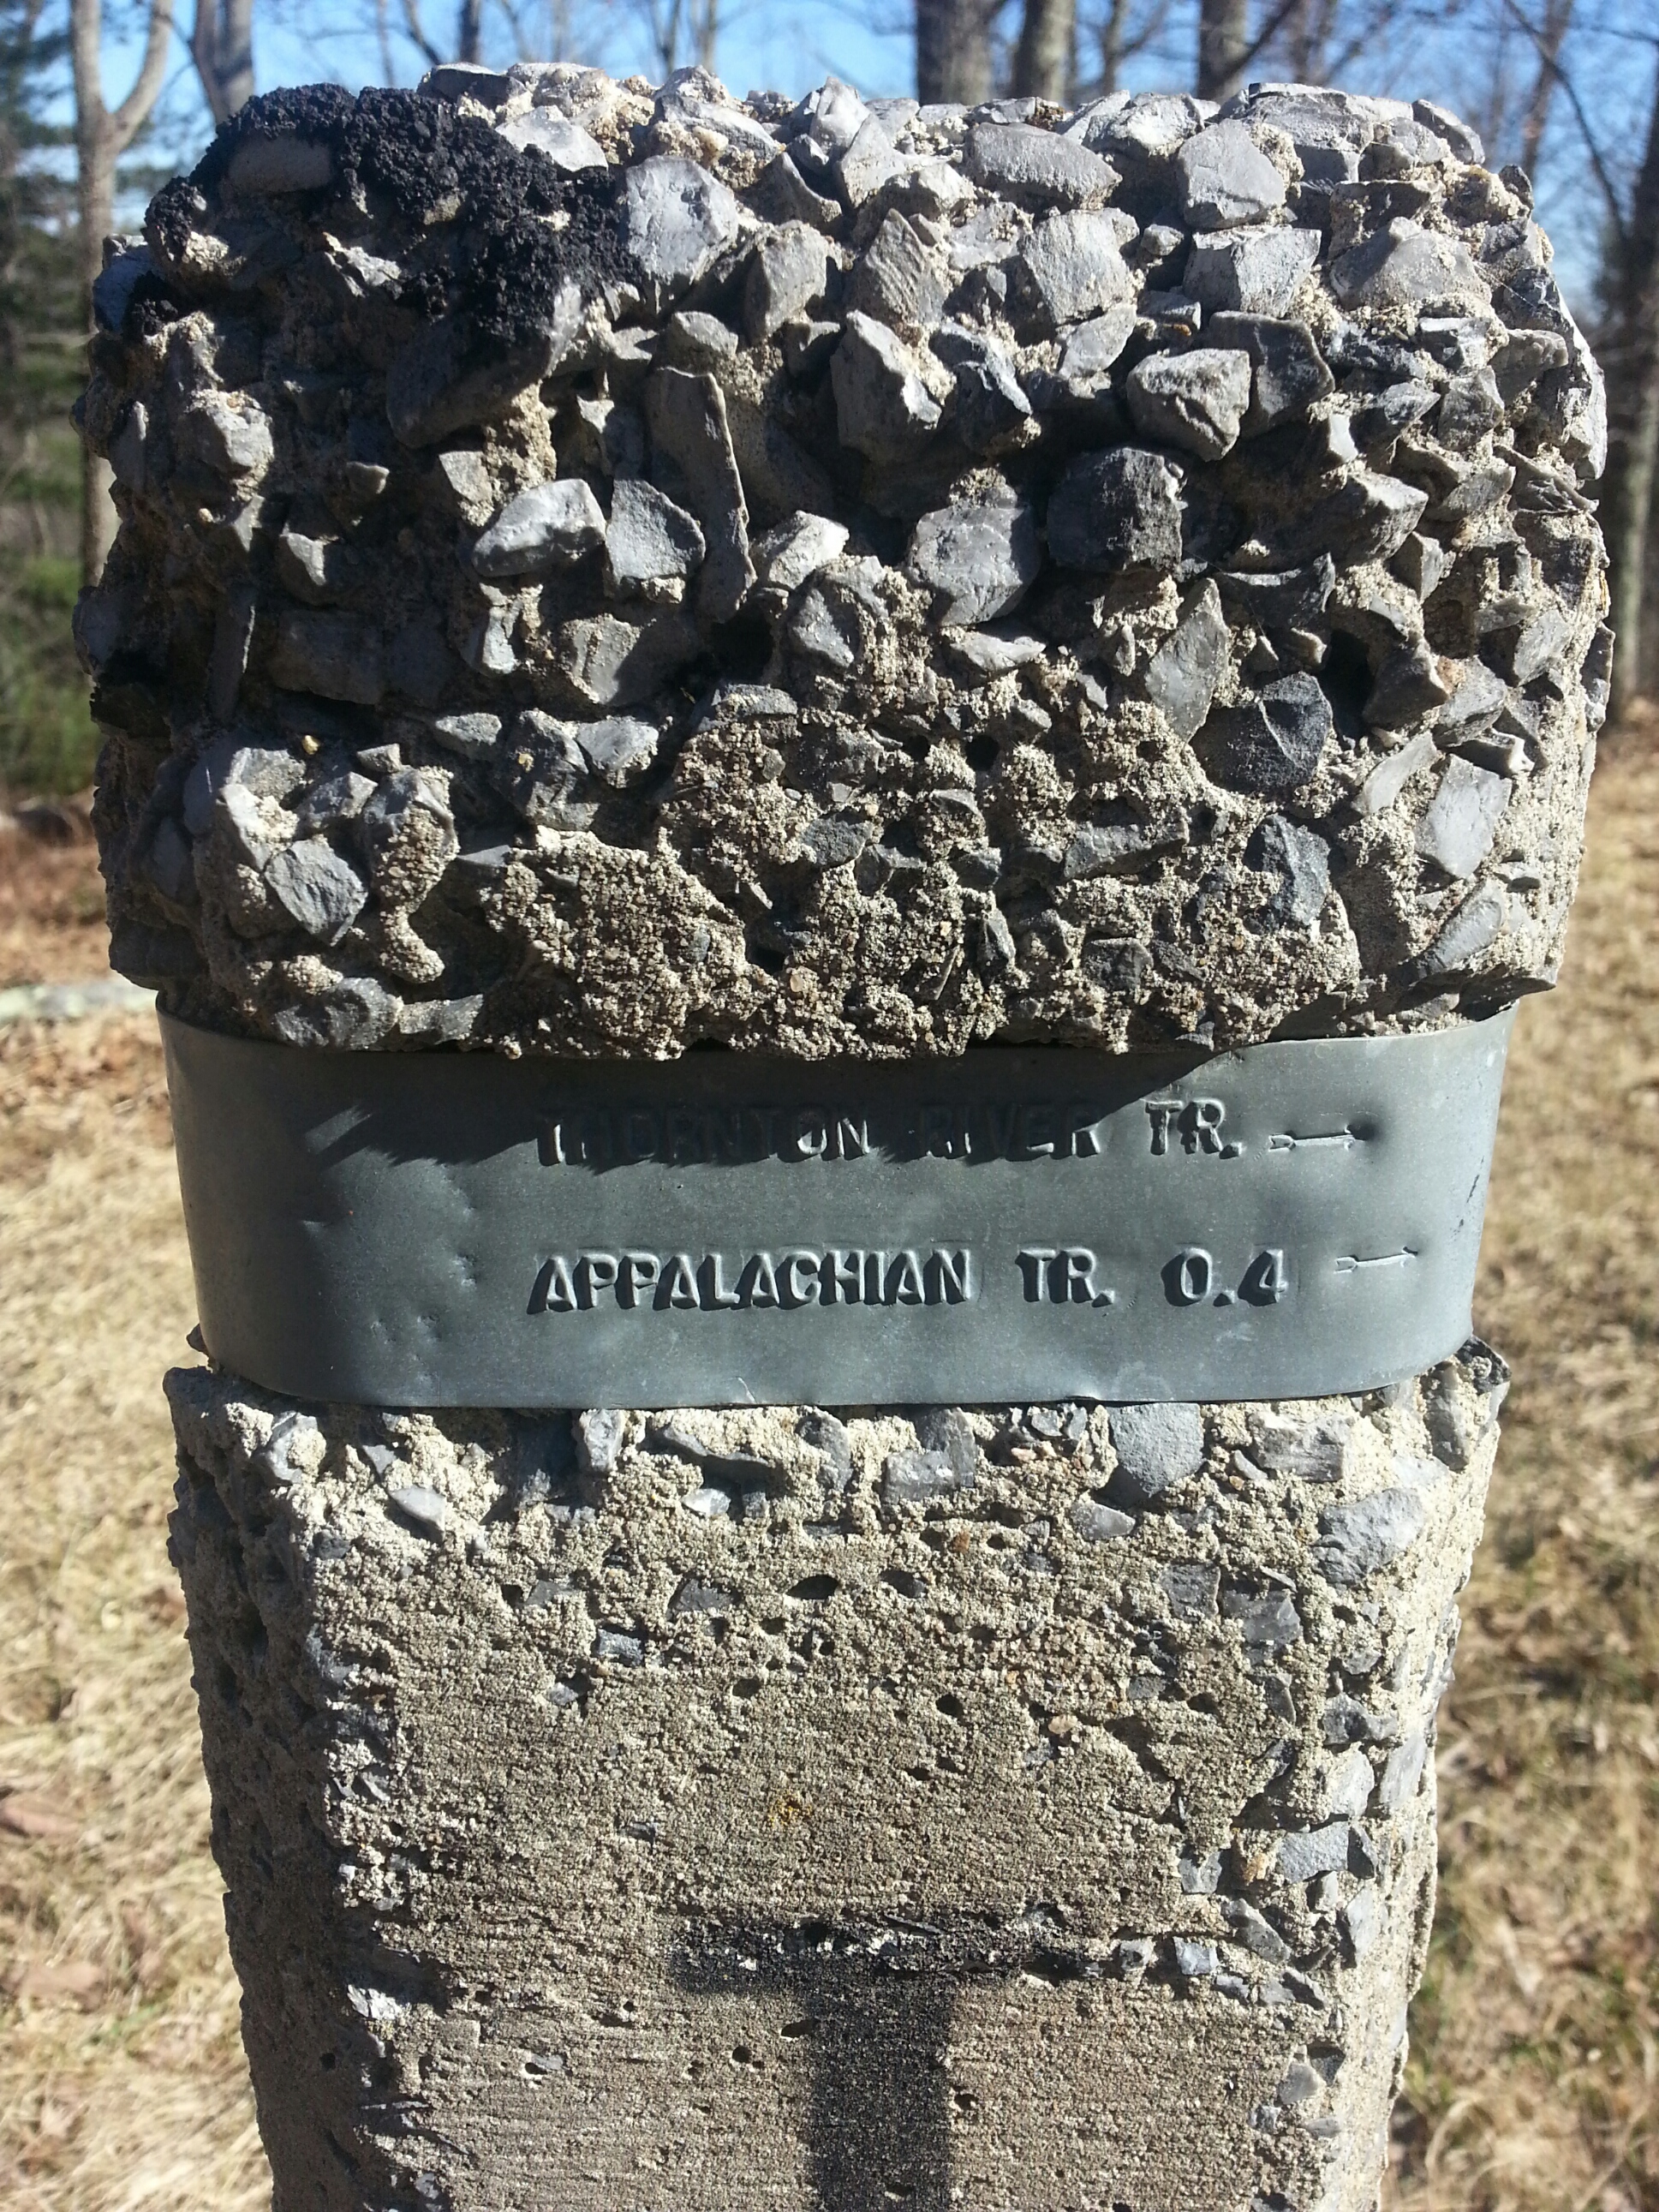 THORNTON RIVER TR. →
APPALACHIAN TR. 0.4 →